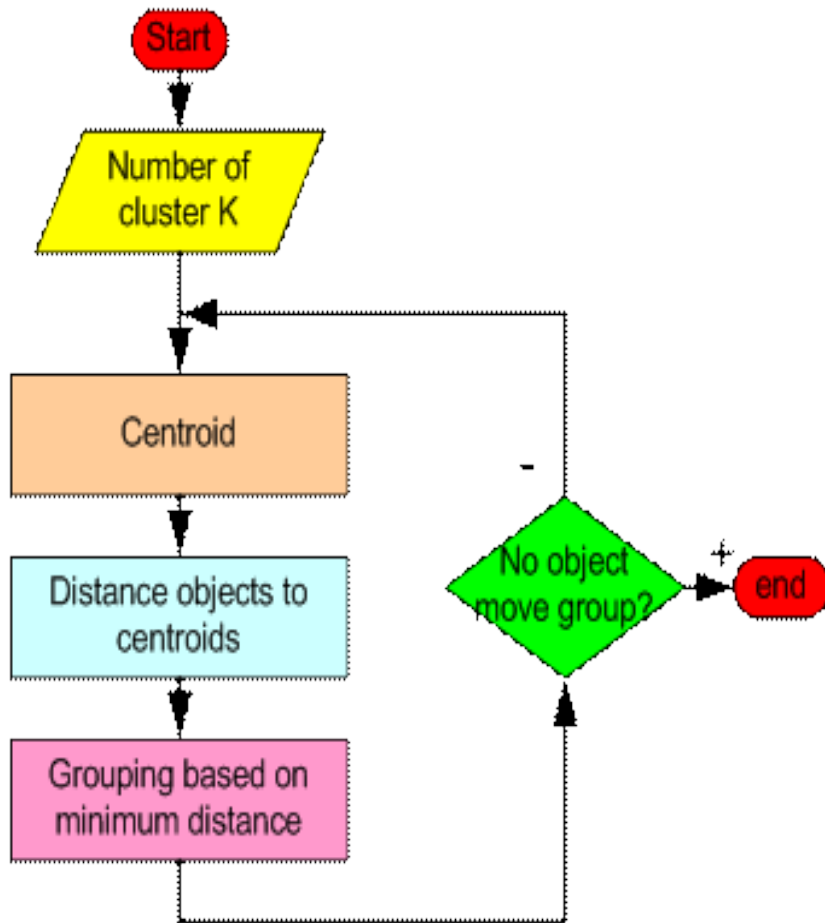 Start
Number of
cluster K
Centroid
Distance objects to
centroids
Grouping based on
minimum distance
-
No object
move group?
+
end